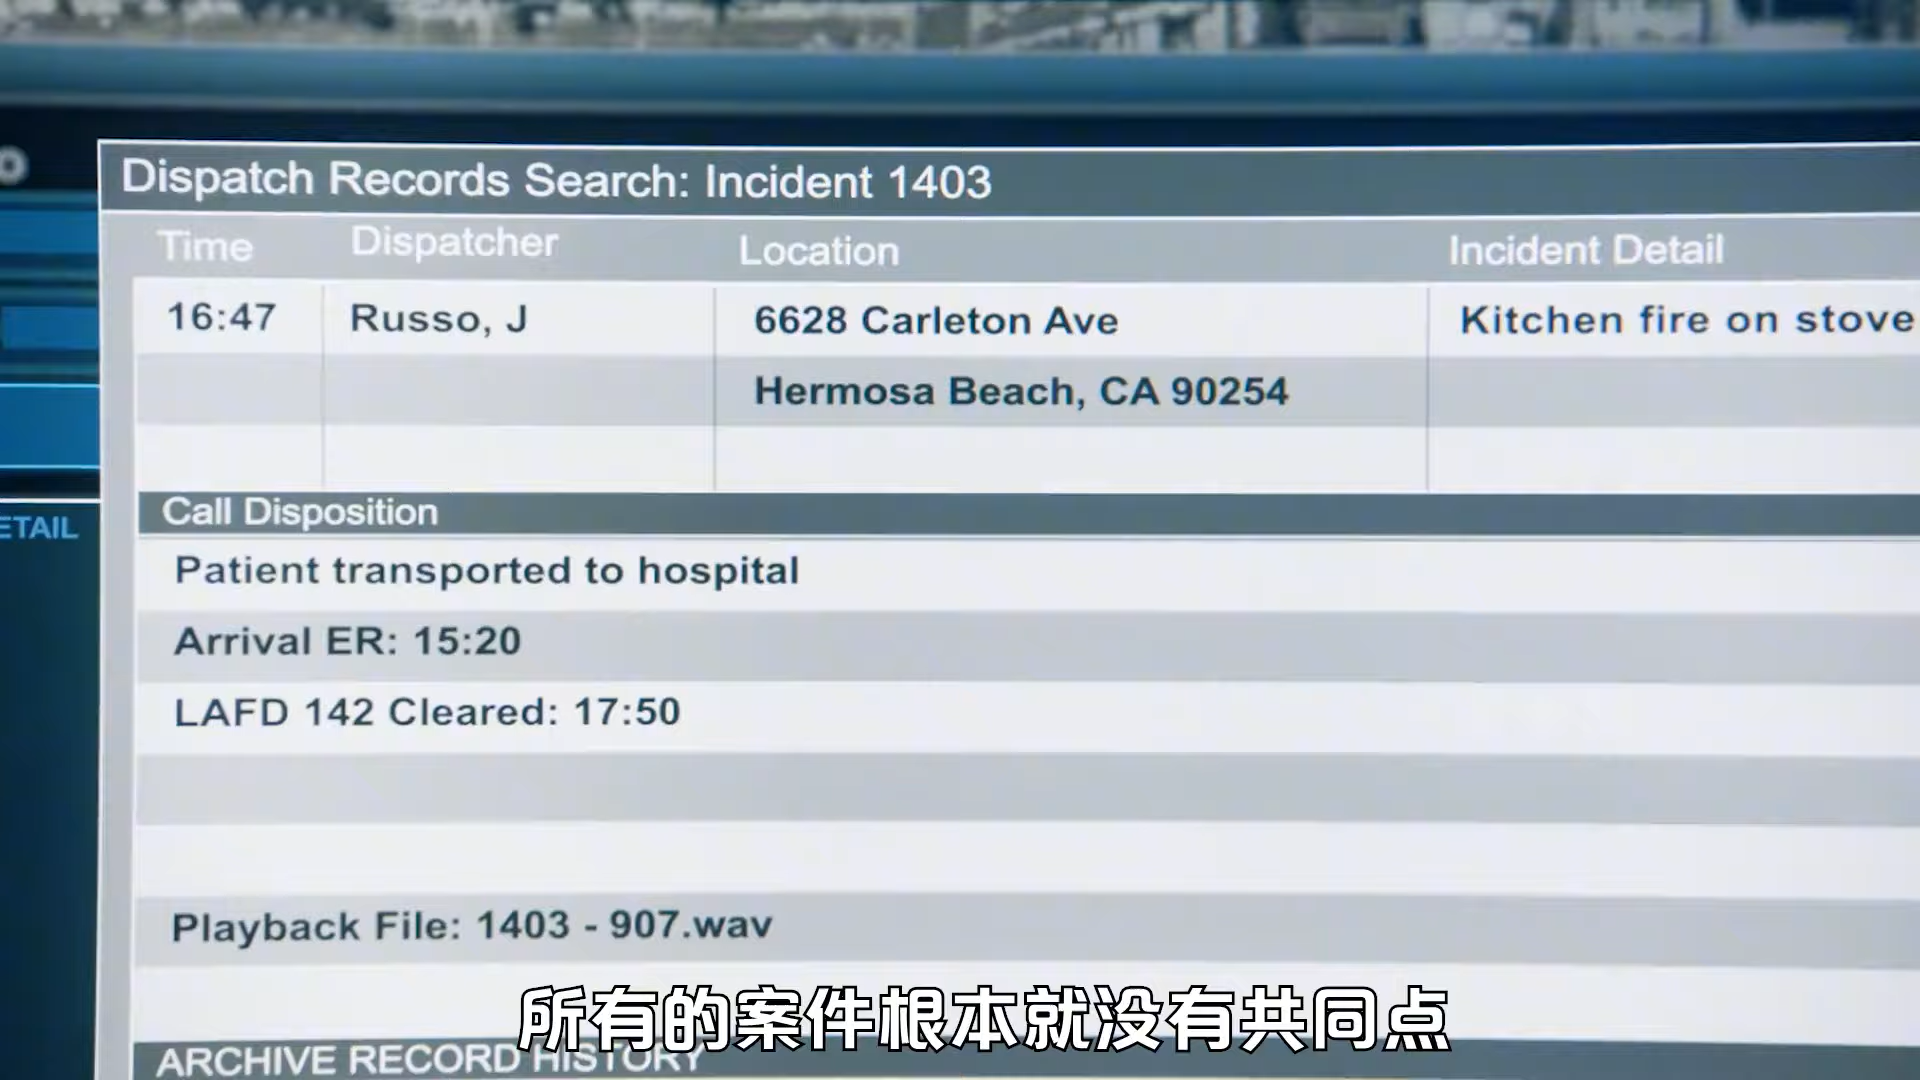 Dispatch Records Search: Incident 1403
Time Dispatcher Location Incident Detail
16:47 Russo, J 6628 Carleton Ave Kitchen fire on stove
Hermosa Beach, CA 90254
Call Disposition
ETAIL
Patient transported to hospital
Arrival ER: 15:20
LAFD 142 Cleared: 17:50
Playback File: 1403 - 907.wav
所有的案件根本就没有共同点
ARCHIVE RECORD HISTORY